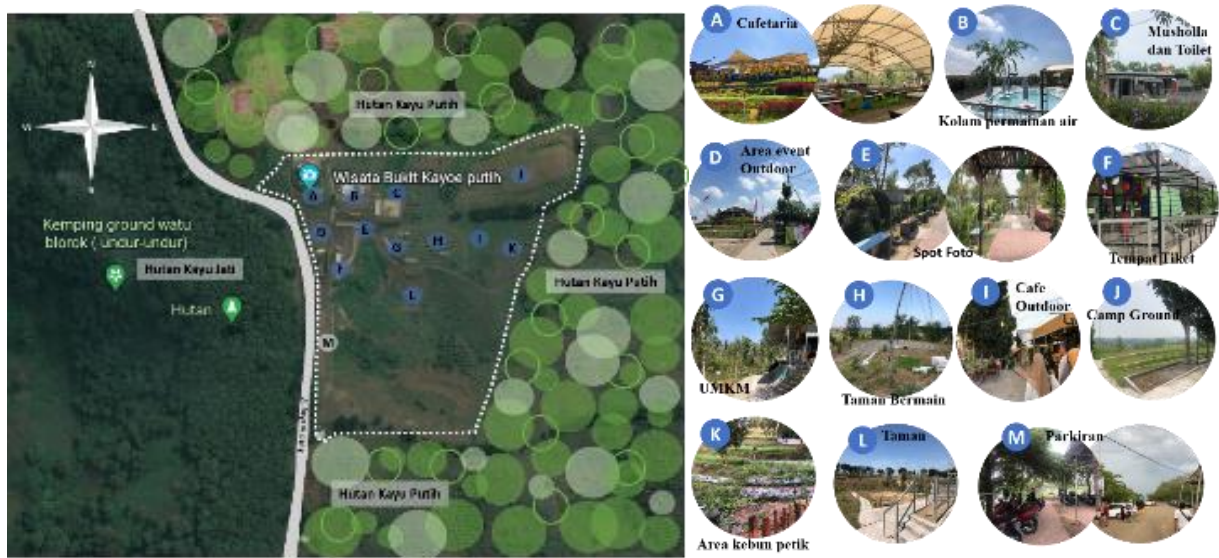 Hutan Kayu Putih
N
W
E
S
Wisata Bukit Kayoe putih
A
B
C
J
D
E
G
H
I
K
F
L
M
Kemping ground watu
blorok ( undur-undur)
Hutan Kayu Jati
Hutan
Hutan Kayu Putih
Hutan Kayu Putih
A
Cafetaria
B
Kolam permainan air
C
Musholla
dan Toilet
D
Area event
Outdoor
E
Spot Foto
F
Tempat Tiket
G
UMKM
H
Taman Bermain
I
Cafe
Outdoor
J
Camp Ground
K
Area kebun petik
L
Taman
M
Parkiran